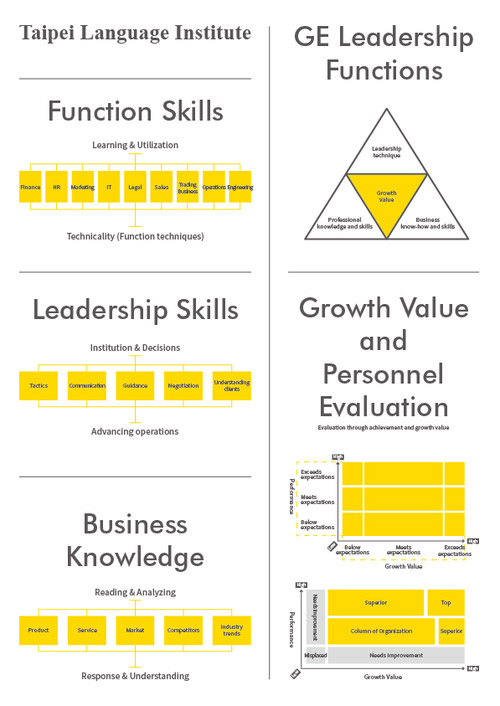 Taipei Language Institute
Function Skills
Learning & Utilization
Finance
HR
Marketing
IT
Legal
Sales
Trading
Business
Operations
Engineering
Technicality (Function techniques)
Leadership Skills
Institution & Decisions
Tactics
Communication
Guidance
Negotiation
Understanding
clients
Advancing operations
Business
Knowledge
Reading & Analyzing
Product
Service
Market
Competitors
Industry
trends
Response & Understanding
GE Leadership
Functions
Leadership
technique
Growth
Value
Professional
knowledge and skills
Business
know-how and skills
Growth Value
and
Personnel
Evaluation
Evaluation through achievement and growth value
High
Performance
Exceeds
expectations
Meets
expectations
Below
expectations
Low
Below
expectations
Meets
expectations
Exceeds
expectations
High
Growth Value
High
Performance
Needs Improvement
Superior
Top
Column of Organization
Superior
Misplaced
Needs Improvement
Low
High
Growth Value